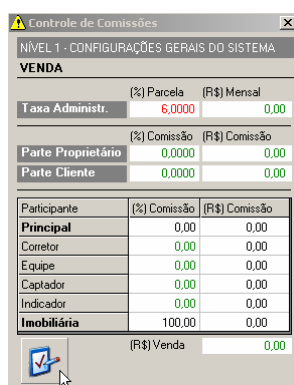 Controle de Comissões
NÍVEL 1 - CONFIGURAÇÕES GERAIS DO SISTEMA
VENDA
(%) Parcela (R$) Mensal
Taxa Administr. 6,0000 0,00
(%) Comissão (R$) Comissão
Parte Proprietário 0,0000 0,00
Parte Cliente 0,0000 0,00
Participante (%) Comissão (R$) Comissão
Principal 0,00 0,00
Corretor 0,00 0,00
Equipe 0,00 0,00
Captador 0,00 0,00
Indicador 0,00 0,00
Imobiliária 100,00 0,00
(R$) Venda 0,00